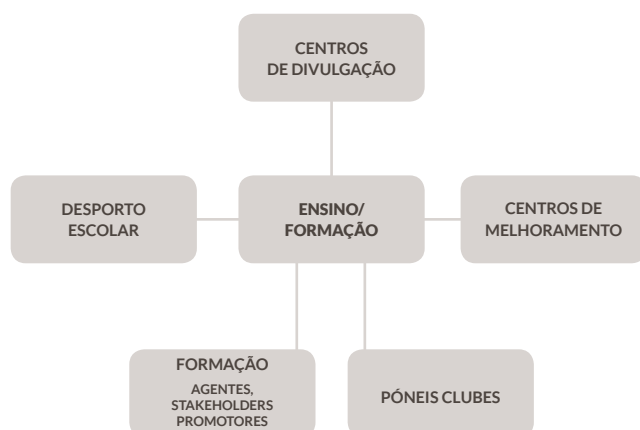 CENTROS
DE DIVULGAÇÃO
DESPORTO
ESCOLAR
ENSINO/
FORMAÇÃO
CENTROS DE
MELHORAMENTO
FORMAÇÃO
AGENTES,
STAKEHOLDERS
PROMOTORES
PÓNEIS CLUBES